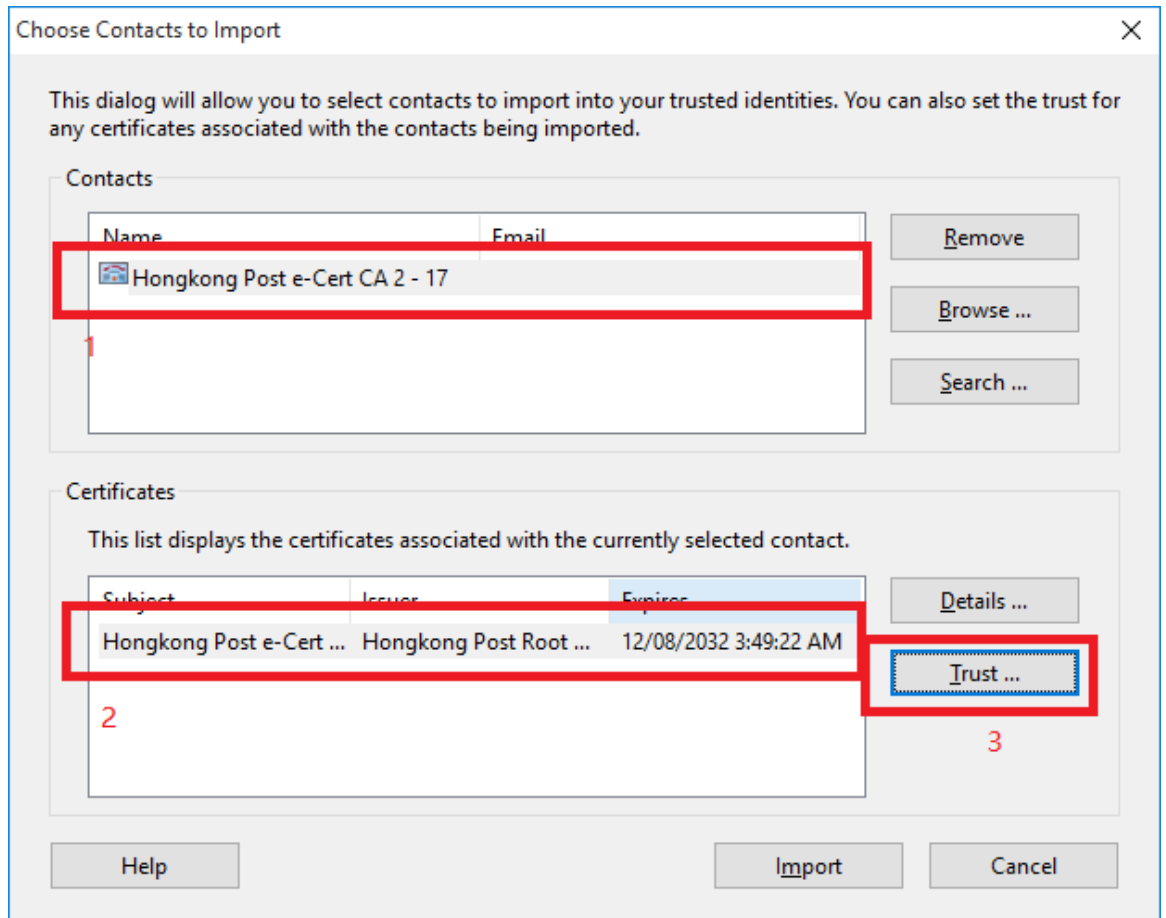 Choose Contacts to Import
This dialog will allow you to select contacts to import into your trusted identities. You can also set the trust for
any certificates associated with the contacts being imported.
Contacts
Name Email
Remove
Hongkong Post e-Cert CA 2 - 17
Browse ...
1
Search ...
Certificates
This list displays the certificates associated with the currently selected contact.
Subject Issuer Expires
Details ...
Hongkong Post e-Cert ... Hongkong Post Root ... 12/08/2032 3:49:22 AM
Trust ...
2
3
Help Import Cancel